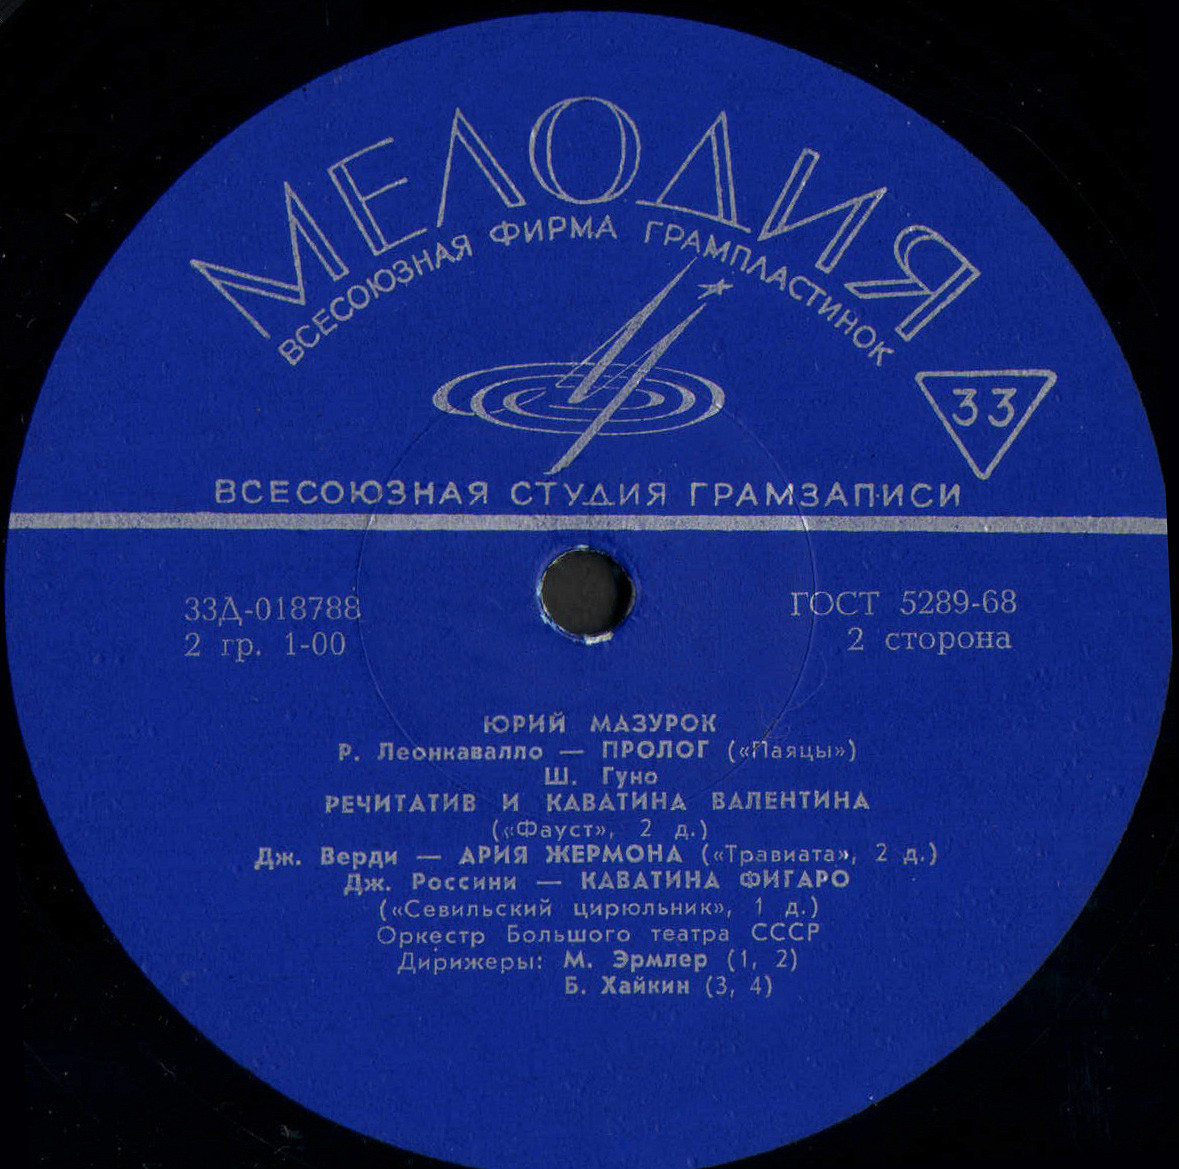 МЕЛОДИЯ
ВСЕСОЮЗНАЯ ФИРМА ГРАМПЛАСТИНОК
33
ВСЕСОЮЗНАЯ СТУДИЯ ГРАМЗАПИСИ
33Д-018788
2 гр. 1-00
ГОСТ 5289-68
2 сторона
ЮРИЙ МАЗУРОК
Р. Леонкавалло — ПРОЛОГ («Паяцы»)
Ш. Гуно
РЕЧИТАТИВ И КАВАТИНА ВАЛЕНТИНА
(«Фауст», 2 д.)
Дж. Верди — АРИЯ ЖЕРМОНА («Травиата», 2 д.)
Дж. Россини — КАВАТИНА ФИГАРО
(«Севильский цирюльник», 1 д.)
Оркестр Большого театра СССР
Дирижеры: М. Эрмлер (1, 2)
Б. Хайкин (3, 4)